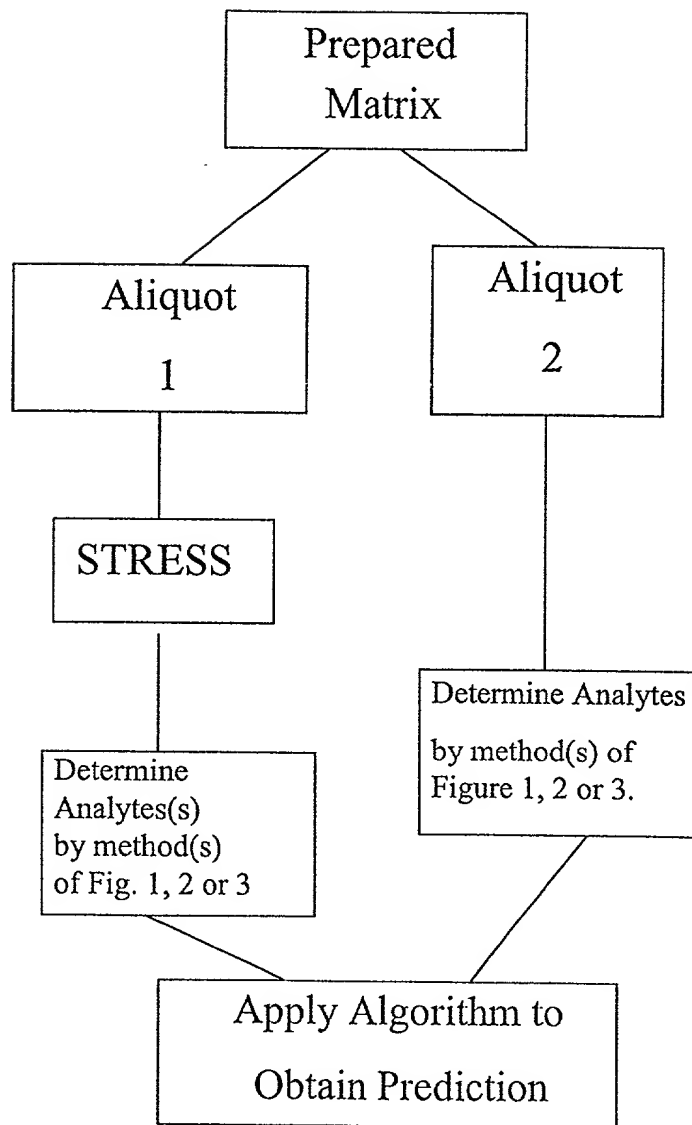 Prepared
Matrix
Aliquot
1
Aliquot
2
STRESS
Determine Analytes
by method(s) of
Figure 1, 2 or 3.
Determine
Analytes(s)
by method(s)
of Fig. 1, 2 or 3
Apply Algorithm to
Obtain Prediction